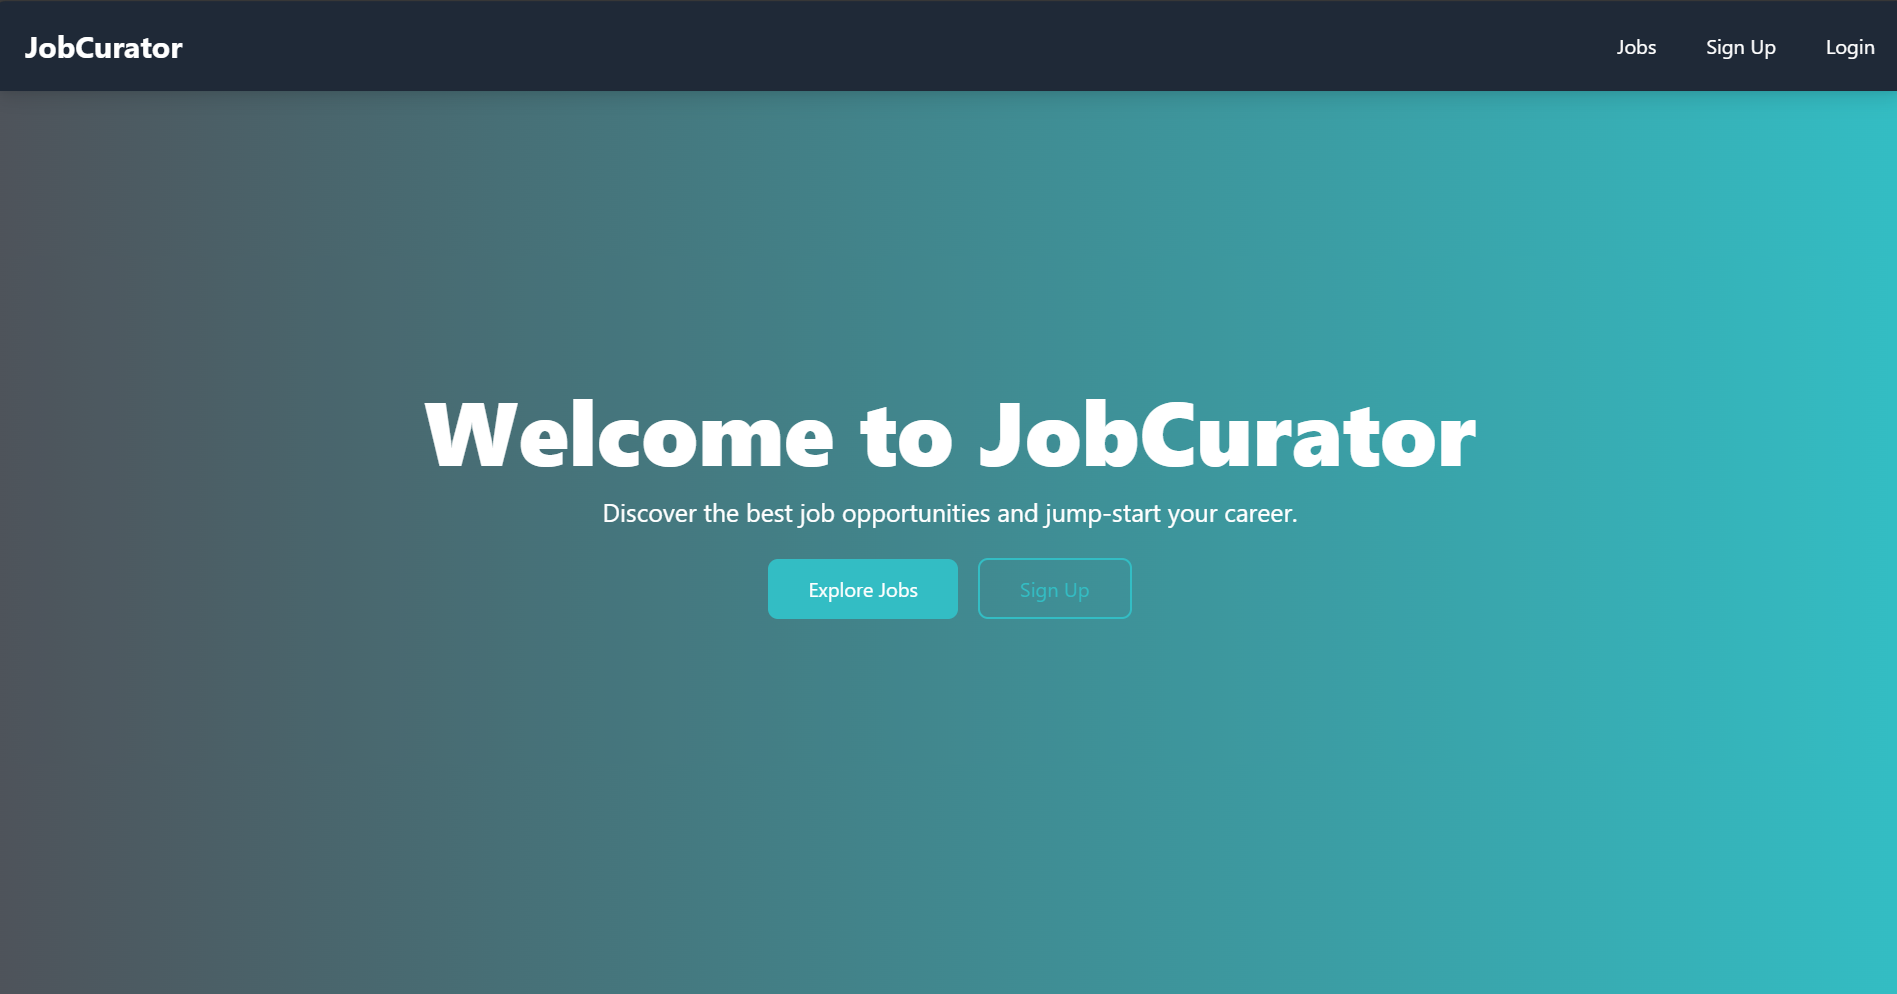 JobCurator
Jobs
Sign Up
Login
Welcome to JobCurator
Discover the best job opportunities and jump-start your career.
Explore Jobs
Sign Up